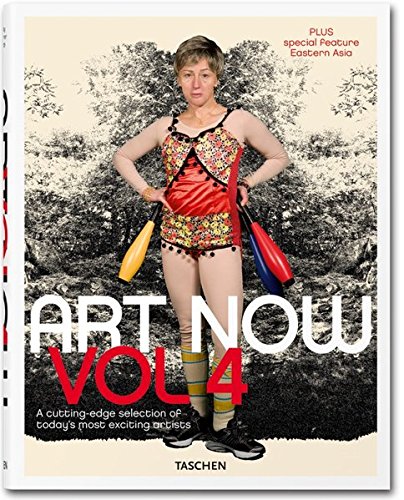 PLUS
special feature
Eastern Asia
ART NOW
VOL 4
A cutting-edge selection of
today's most exciting artists
TASCHEN